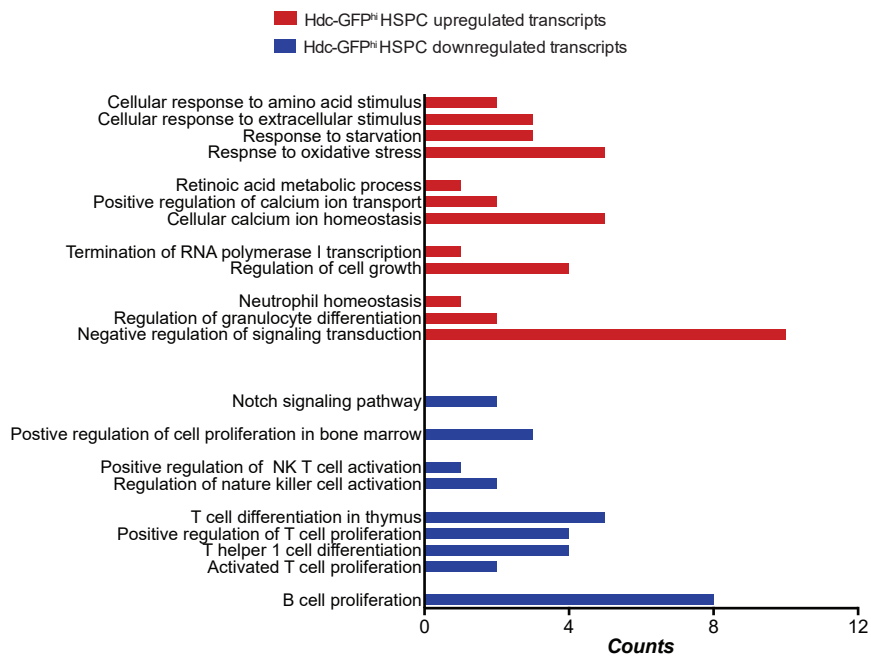 Hdc-GFPhi HSPC upregulated transcripts
Hdc-GFPhi HSPC downregulated transcripts
Cellular response to amino acid stimulus
Cellular response to extracellular stimulus
Response to starvation
Respnse to oxidative stress
Retinoic acid metabolic process
Positive regulation of calcium ion transport
Cellular calcium ion homeostasis
Termination of RNA polymerase I transcription
Regulation of cell growth
Neutrophil homeostasis
Regulation of granulocyte differentiation
Negative regulation of signaling transduction
Notch signaling pathway
Postive regulation of cell proliferation in bone marrow
Positive regulation of NK T cell activation
Regulation of nature killer cell activation
T cell differentiation in thymus
Positive regulation of T cell proliferation
T helper 1 cell differentiation
Activated T cell proliferation
B cell proliferation
0 4 8 12
Counts